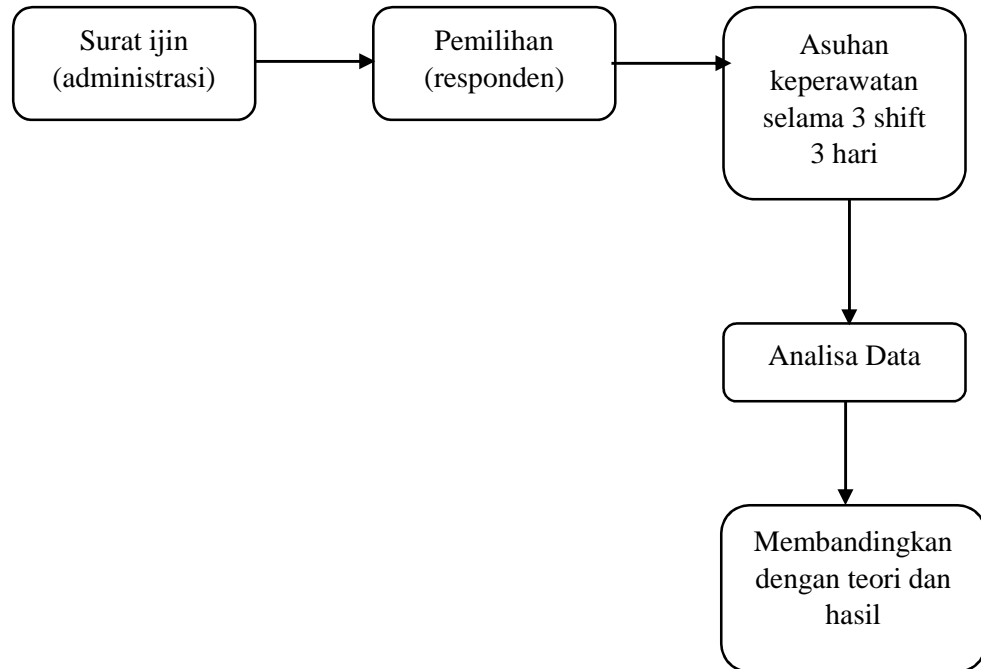 Surat ijin
(administrasi)
Pemilihan
(responden)
Asuhan
keperawatan
selama 3 shift
3 hari
Analisa Data
Membandingkan
dengan teori dan
hasil